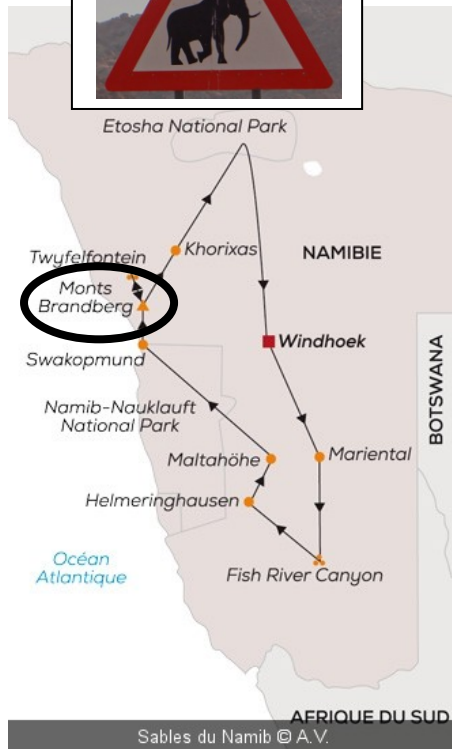 Etosha National Park
Khorixas
NAMIBIE
Twyfelfontein
Monts
Brandberg
Windhoek
Swakopmund
BOTSWANA
Namib-Nauklauft
National Park
Maltahöhe
Mariental
Helmeringhausen
Océan
Atlantique
Fish River Canyon
AFRIQUE DU SUD
Sables du Namib © A.V.